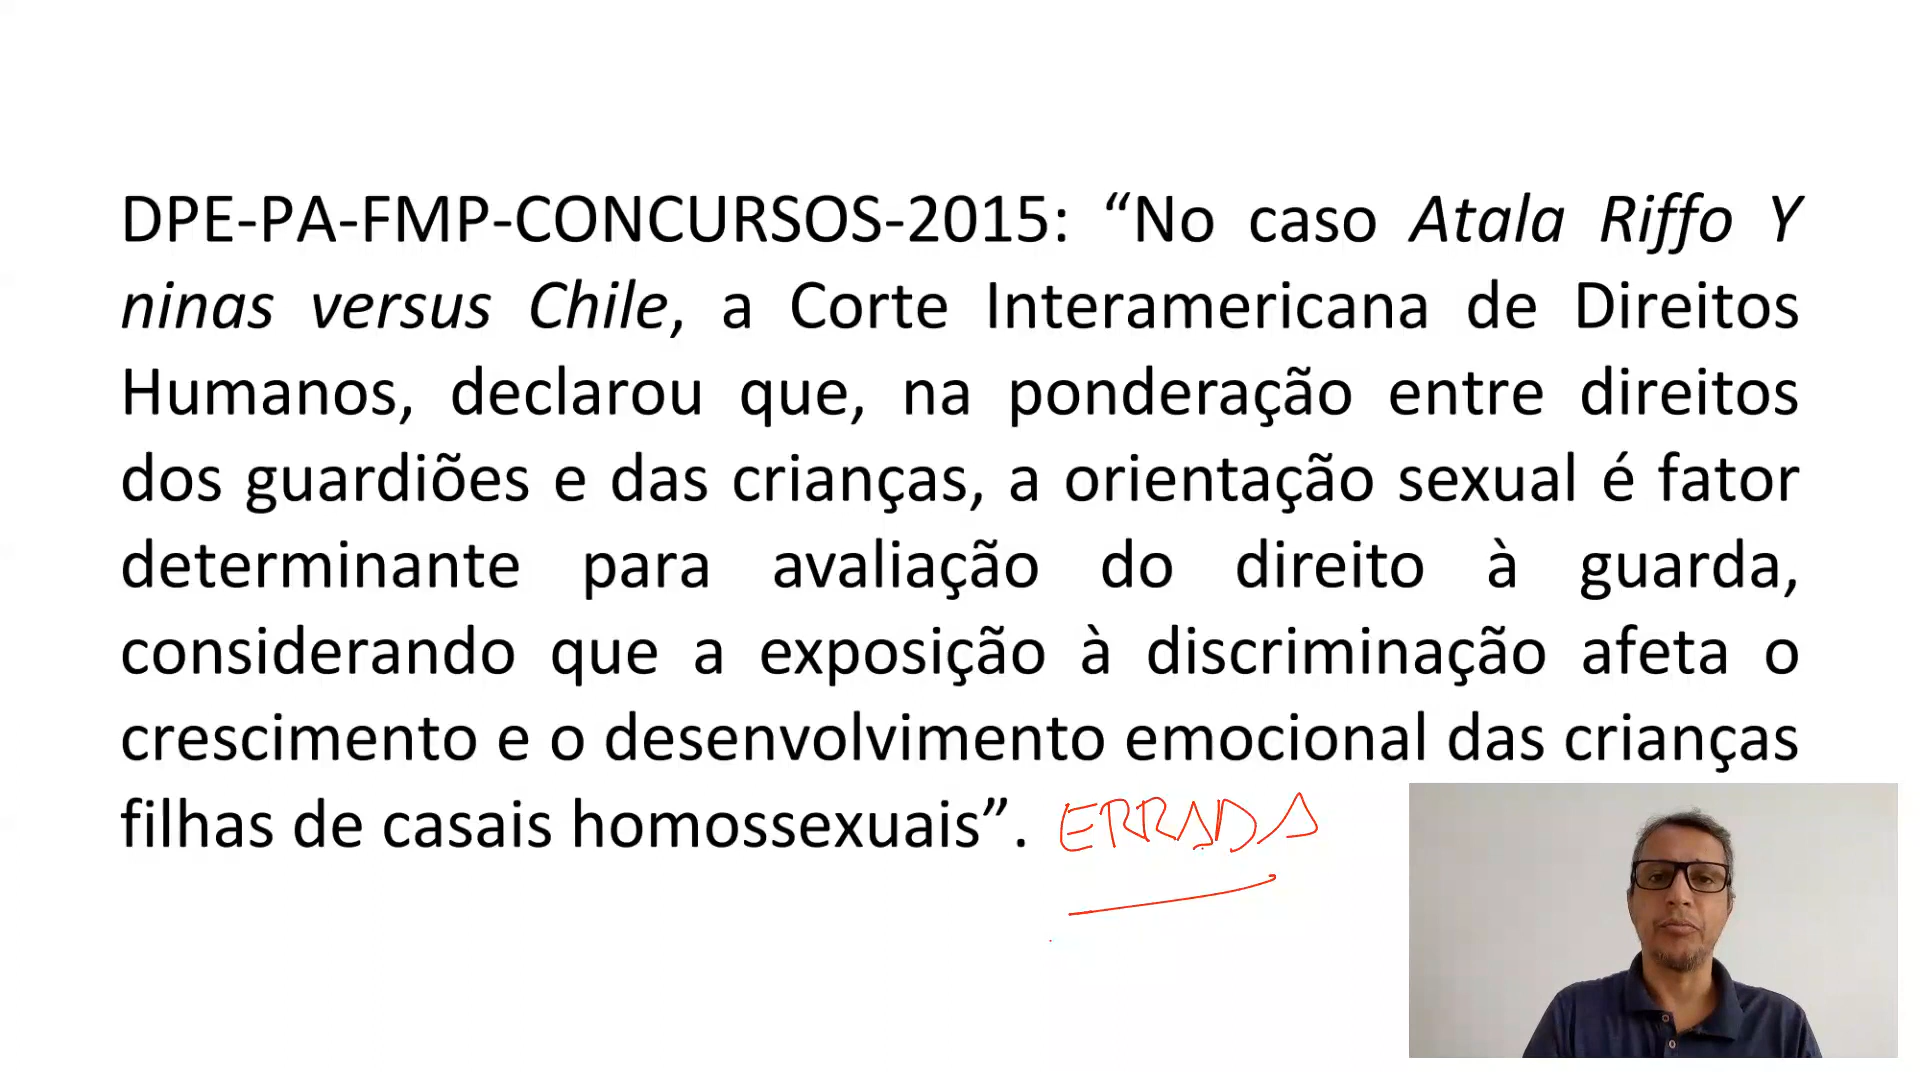 DPE-PA-FMP-CONCURSOS-2015: “No caso Atala Riffo Y
ninas versus Chile, a Corte Interamericana de Direitos
Humanos, declarou que, na ponderação entre direitos
dos guardiões e das crianças, a orientação sexual é fator
determinante para avaliação do direito à guarda,
considerando que a exposição à discriminação afeta o
crescimento e o desenvolvimento emocional das crianças
filhas de casais homossexuais”. ERRADA